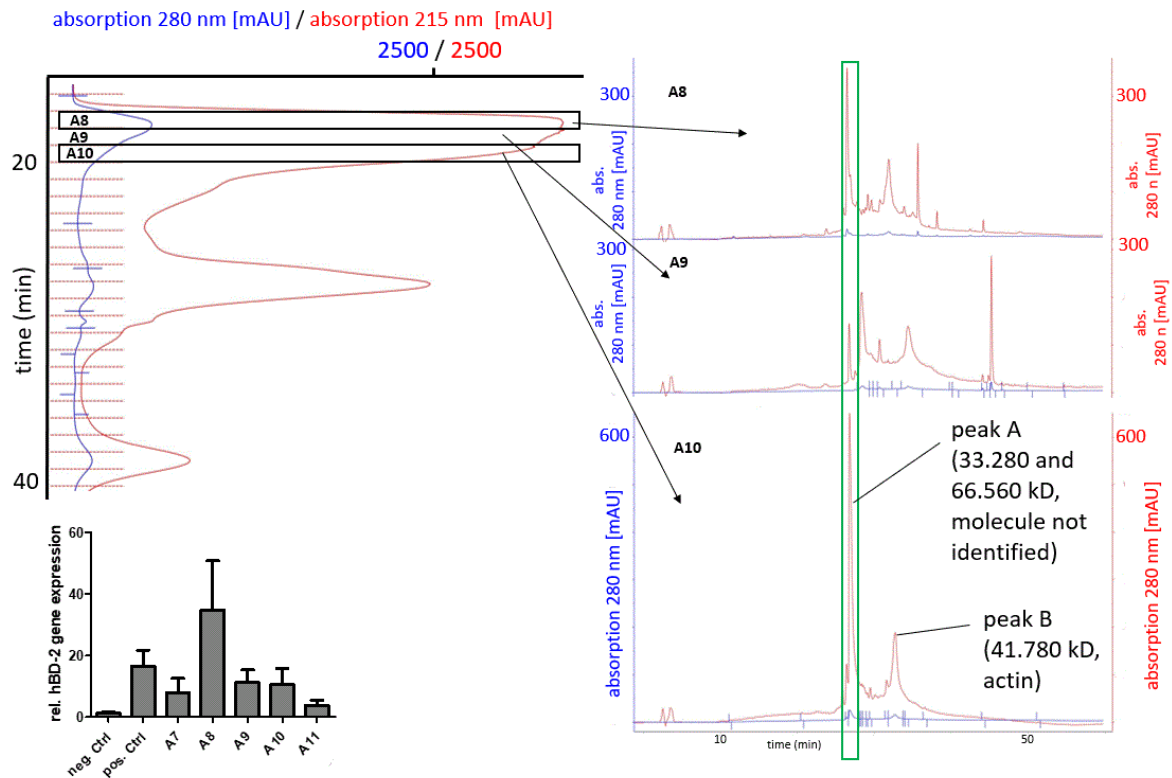 absorption 280 nm [mAU] / absorption 215 nm [mAU]
2500 / 2500
A8
A9
A10
20
40
time (min)
60
40
20
0
rel. hBD-2 gene expression
neg. Ctrl
pos. Ctrl
A7
A8
A9
A10
A11
300
A8
300
abs.
280 nm [mAU]
abs.
280 n [mAU]
300
A9
300
abs.
280 nm [mAU]
abs.
280 n [mAU]
600
A10
600
absorption 280 nm [mAU]
absorption 280 nm [mAU]
peak A
(33.280 and
66.560 kD,
molecule not
identified)
peak B
(41.780 kD,
actin)
10
time (min)
50